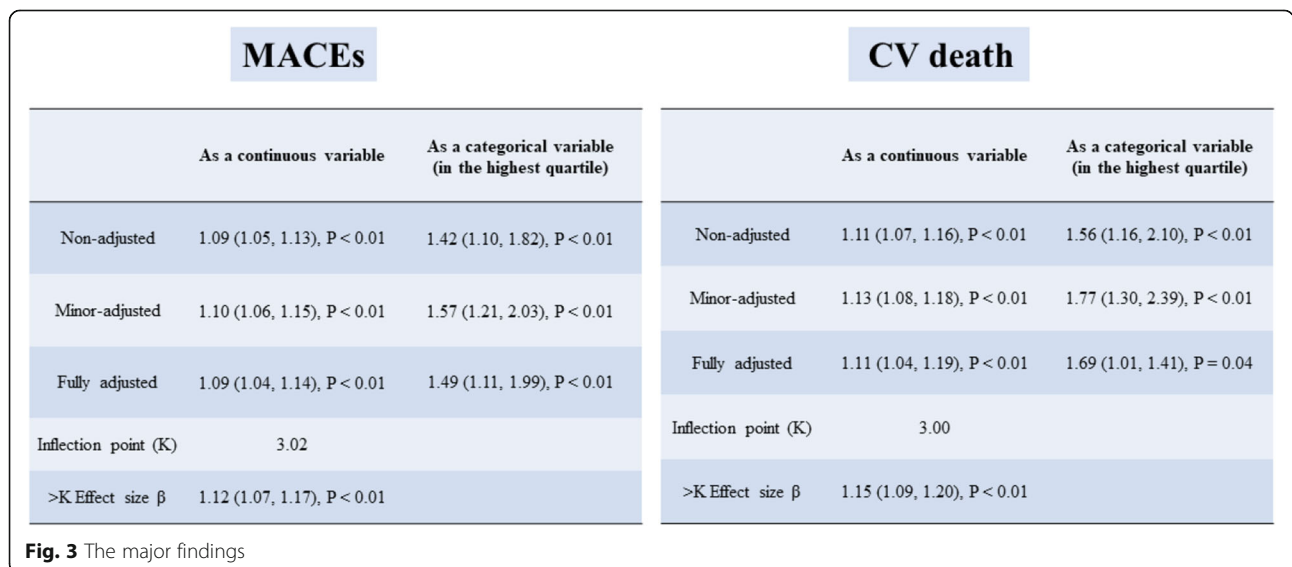 MACEs
As a continuous variable
As a categorical variable
(in the highest quartile)
Non-adjusted 1.09 (1.05, 1.13), P < 0.01 1.42 (1.10, 1.82), P < 0.01
Minor-adjusted 1.10 (1.06, 1.15), P < 0.01 1.57 (1.21, 2.03), P < 0.01
Fully adjusted 1.09 (1.04, 1.14), P < 0.01 1.49 (1.11, 1.99), P < 0.01
Inflection point (K) 3.02
>K Effect size β 1.12 (1.07, 1.17), P < 0.01
CV death
As a continuous variable
As a categorical variable
(in the highest quartile)
Non-adjusted 1.11 (1.07, 1.16), P < 0.01 1.56 (1.16, 2.10), P < 0.01
Minor-adjusted 1.13 (1.08, 1.18), P < 0.01 1.77 (1.30, 2.39), P < 0.01
Fully adjusted 1.11 (1.04, 1.19), P < 0.01 1.69 (1.01, 1.41), P = 0.04
Inflection point (K) 3.00
>K Effect size β 1.15 (1.09, 1.20), P < 0.01
Fig. 3 The major findings